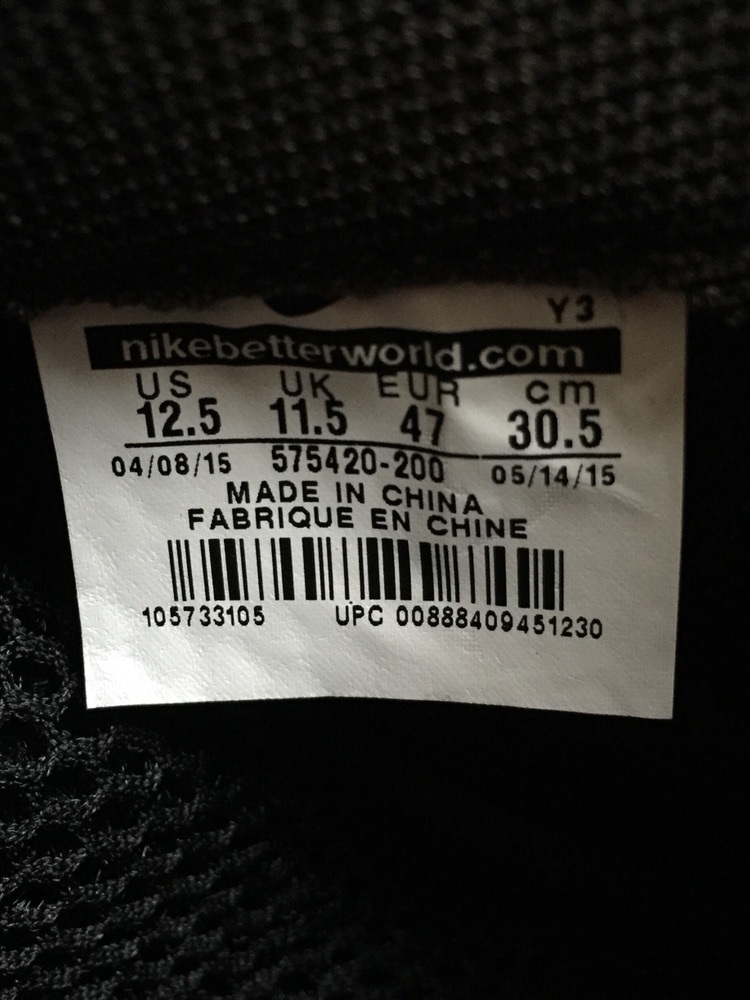 Y3
nikebetterworld.com
US UK EUR cm
12.5 11.5 47 30.5
04/08/15 575420-200 05/14/15
MADE IN CHINA
FABRIQUE EN CHINE
105733105 UPC 00888409451230